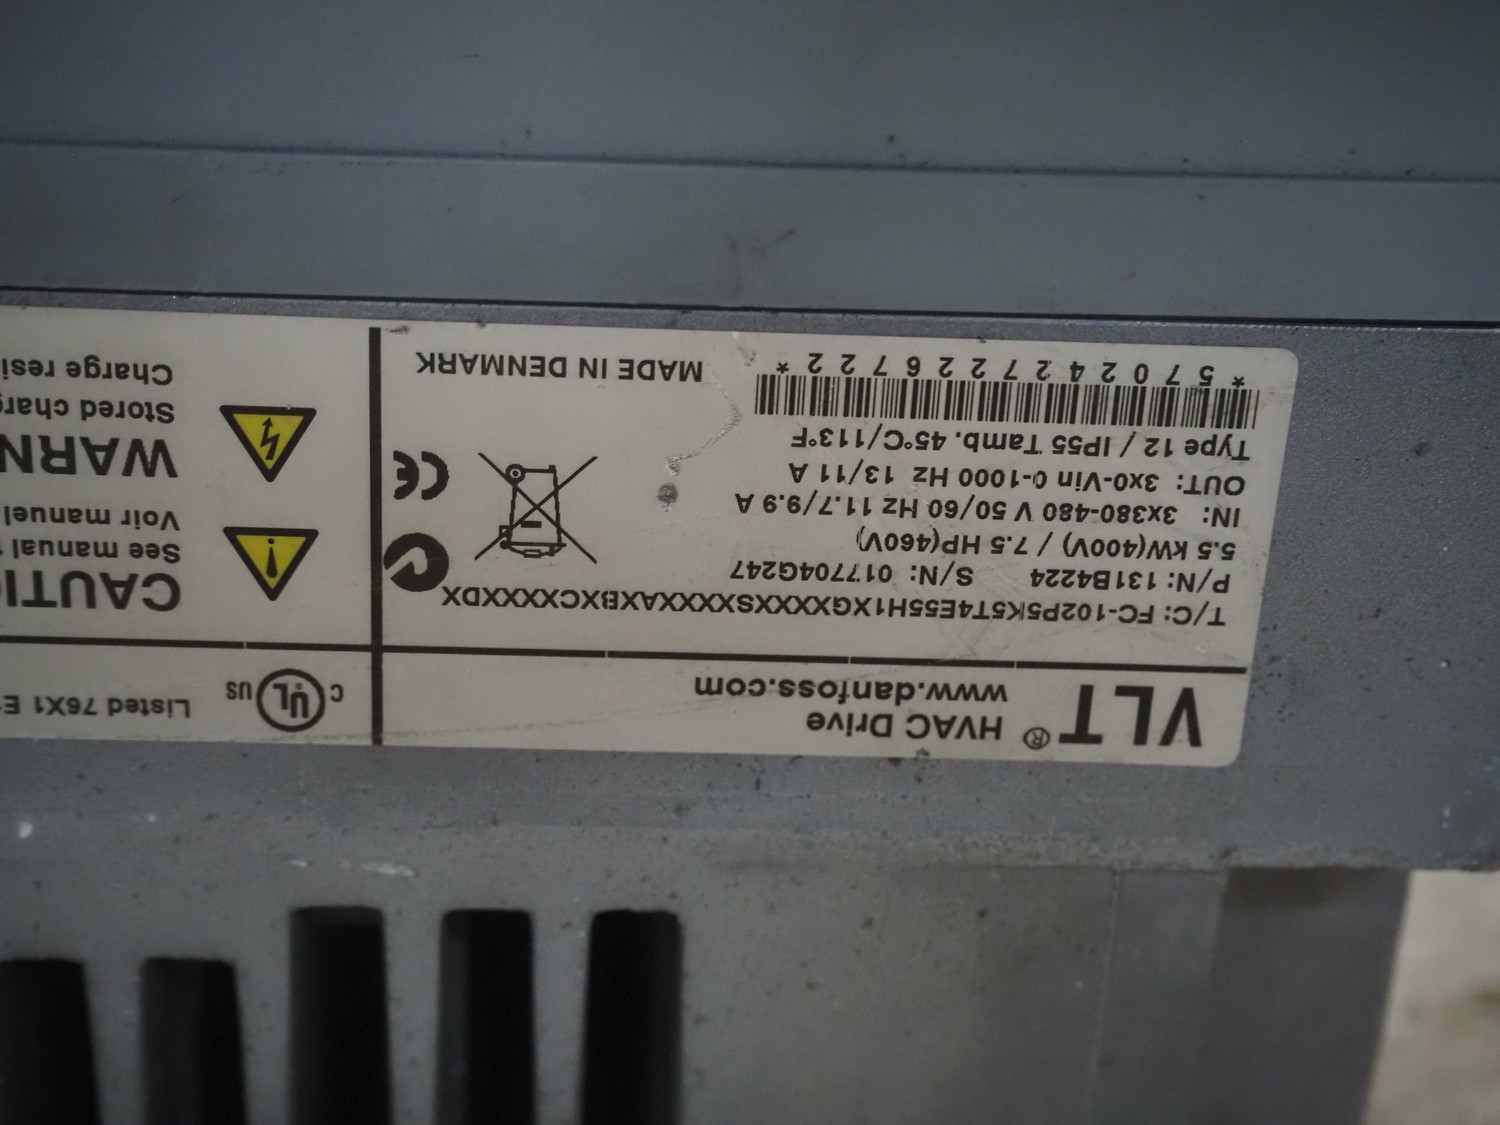 VLT®
HVAC Drive
www.danfoss.com
T/C: FC-102P5K5T4E55H1XGXXXXSXXXXAXBXCXXXXDX
P/N: 131B4224 S/N: 017704G247
5.5 kW(400V) / 7.5 HP(460V)
IN: 3x380-480 V 50/60 Hz 11.7/9.9 A
OUT: 3x0-Vin 0-1000 Hz 13/11 A
Type 12 / IP55 Tamb. 45°C/113°F
* 5 7 0 2 4 2 7 2 2 6 7 2 2 *
MADE IN DENMARK
CE
C UL US Listed 76X1 E
CAUTI
See manual
Voir manuel
WARN
Stored charg
Charge resi